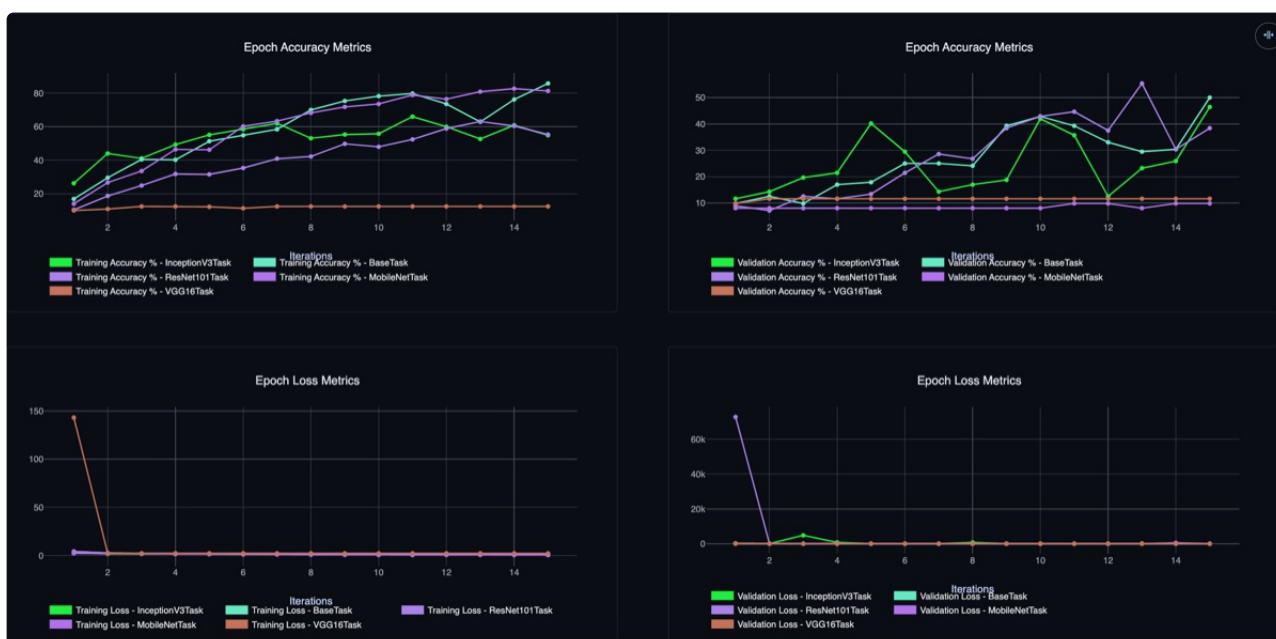 Epoch Accuracy Metrics
80
60
40
20
2 4 6 8 10 12 14
Iterations
Training Accuracy % - InceptionV3Task Training Accuracy % - BaseTask
Training Accuracy % - ResNet101Task Training Accuracy % - MobileNetTask
Training Accuracy % - VGG16Task
Epoch Accuracy Metrics
50
40
30
20
10
2 4 6 8 10 12 14
Iterations
Validation Accuracy % - InceptionV3Task Validation Accuracy % - BaseTask
Validation Accuracy % - ResNet101Task Validation Accuracy % - MobileNetTask
Validation Accuracy % - VGG16Task
Epoch Loss Metrics
150
100
50
0
2 4 6 8 10 12 14
Iterations
Training Loss - InceptionV3Task Training Loss - BaseTask Training Loss - ResNet101Task
Training Loss - MobileNetTask Training Loss - VGG16Task
Epoch Loss Metrics
60k
40k
20k
0
2 4 6 8 10 12 14
Iterations
Validation Loss - InceptionV3Task Validation Loss - BaseTask
Validation Loss - ResNet101Task Validation Loss - MobileNetTask
Validation Loss - VGG16Task